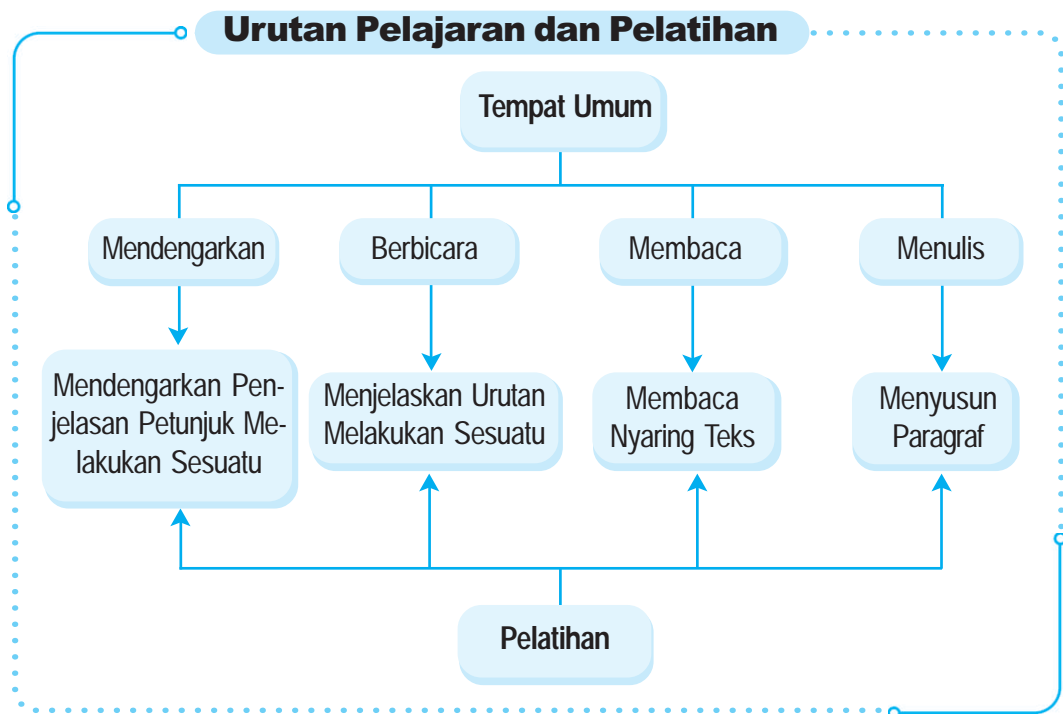 Urutan Pelajaran dan Pelatihan
Tempat Umum
Mendengarkan
Berbicara
Membaca
Menulis
Mendengarkan Pen-
jelasan Petunjuk Me-
lakukan Sesuatu
Menjelaskan Urutan
Melakukan Sesuatu
Membaca
Nyaring Teks
Menyusun
Paragraf
Pelatihan